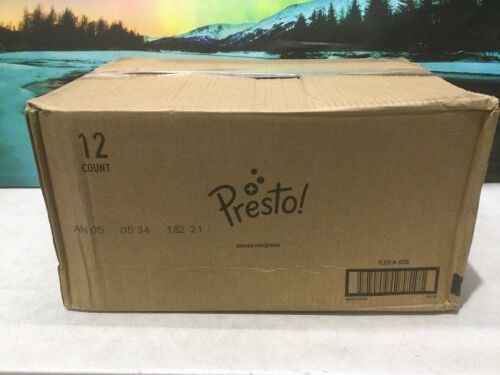 12
COUNT
Presto!
AN 05 05:34 182 21
amazon.com/presto
FLEX-A-SIZE